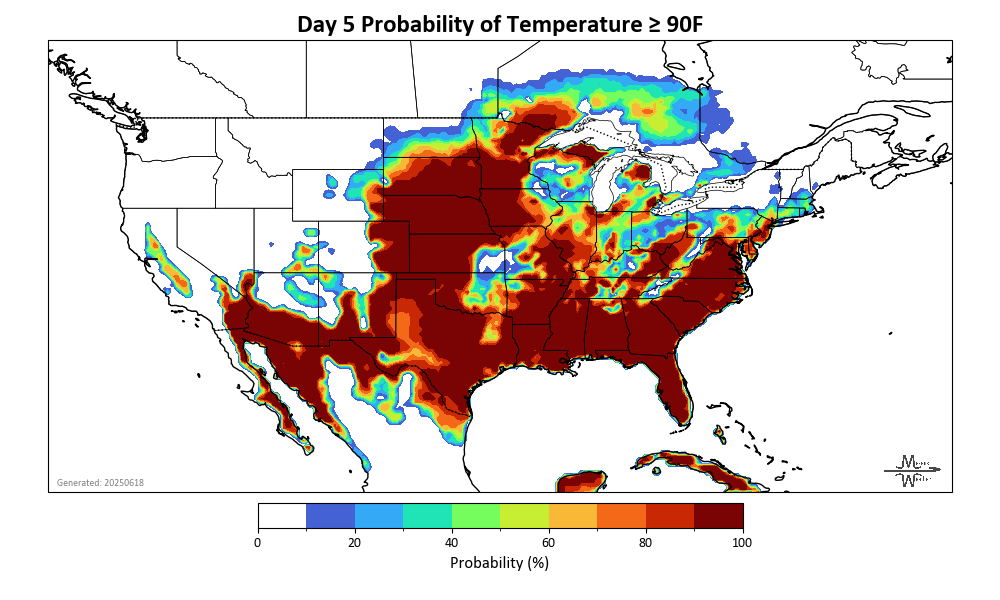 Day 5 Probability of Temperature ≥ 90F
Generated: 20250618
0 20 40 60 80 100
Probability (%)